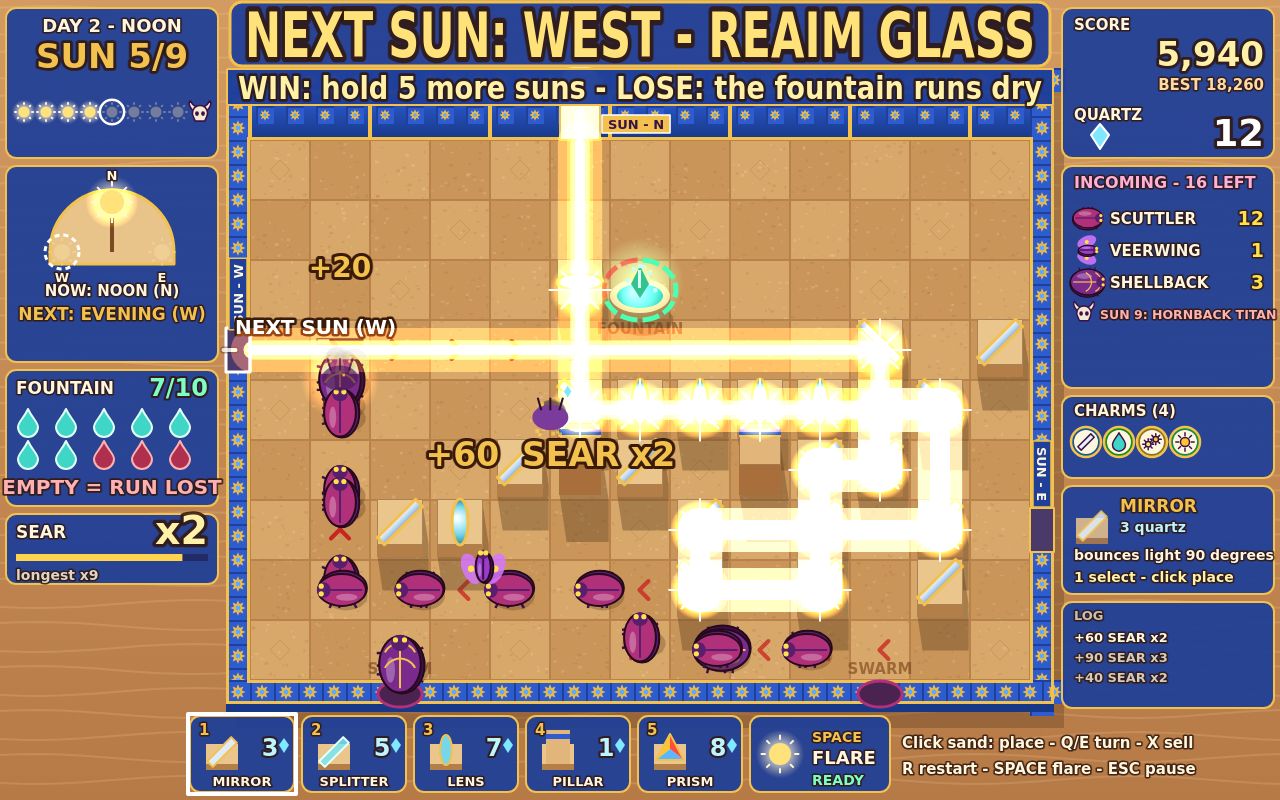 DAY 2 - NOON
SUN 5/9
NEXT SUN: WEST - REAIM GLASS
WIN: hold 5 more suns - LOSE: the fountain runs dry
SCORE
5,940
BEST 18,260
QUARTZ
12
N
W
E
NOW: NOON (N)
NEXT: EVENING (W)
SUN - N
SUN - W
SUN - E
+20
NEXT SUN (W)
FOUNTAIN
+60 SEAR x2
SWARM
INCOMING - 16 LEFT
SCUTTLER 12
VEERWING 1
SHELLBACK 3
SUN 9: HORNBACK TITAN
FOUNTAIN 7/10
EMPTY = RUN LOST
SEAR x2
longest x9
CHARMS (4)
MIRROR
3 quartz
bounces light 90 degrees
1 select - click place
LOG
+60 SEAR x2
+90 SEAR x3
+40 SEAR x2
1 3 MIRROR
2 5 SPLITTER
3 7 LENS
4 1 PILLAR
5 8 PRISM
SPACE
FLARE
READY
Click sand: place - Q/E turn - X sell
R restart - SPACE flare - ESC pause